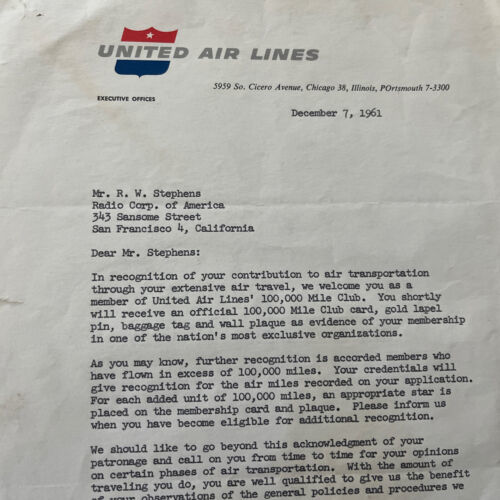 UNITED AIR LINES
5959 So. Cicero Avenue, Chicago 38, Illinois, POrtsmouth 7-3300
EXECUTIVE OFFICES
December 7, 1961
Mr. R. W. Stephens
Radio Corp. of America
343 Sansome Street
San Francisco 4, California
Dear Mr. Stephens:
In recognition of your contribution to air transportation
through your extensive air travel, we welcome you as a
member of United Air Lines' 100,000 Mile Club. You shortly
will receive an official 100,000 Mile Club card, gold lapel
pin, baggage tag and wall plaque as evidence of your membership
in one of the nation's most exclusive organizations.
As you may know, further recognition is accorded members who
have flown in excess of 100,000 miles. Your credentials will
give recognition for the air miles recorded on your application.
For each added unit of 100,000 miles, an appropriate star is
placed on the membership card and plaque. Please inform us
when you have become eligible for additional recognition.
We should like to go beyond this acknowledgment of your
patronage and call on you from time to time for your opinions
on certain phases of air transportation. With the amount of
traveling you do, you are well qualified to give us the benefit
of your observations of the general policies and procedures we